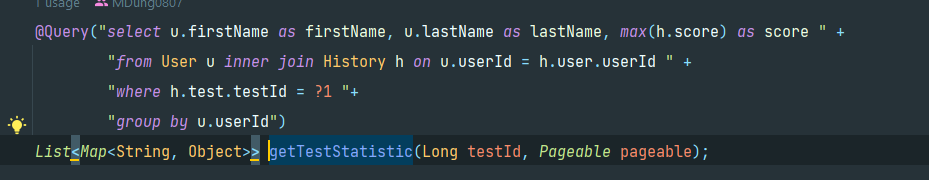 1 usage MDung0807
@Query("select u.firstName as firstName, u.lastName as lastName, max(h.score) as score " +
"from User u inner join History h on u.userId = h.user.userId " +
"where h.test.testId = ?1 "+
"group by u.userId")
List<Map<String, Object>> getTestStatistic(Long testId, Pageable pageable);